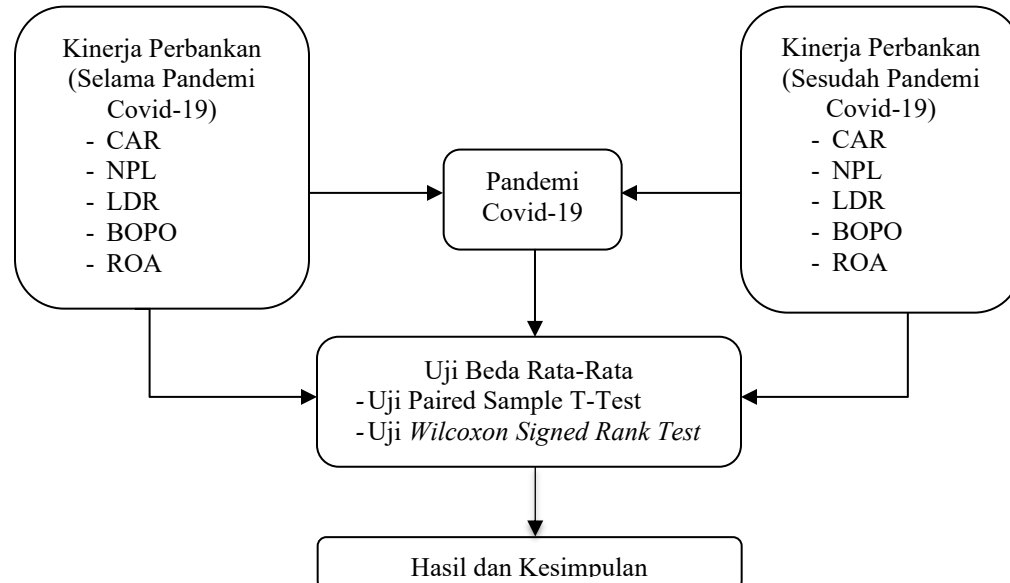 Kinerja Perbankan
(Selama Pandemi
Covid-19)
- CAR
- NPL
- LDR
- BOPO
- ROA
Pandemi
Covid-19
Kinerja Perbankan
(Sesudah Pandemi
Covid-19)
- CAR
- NPL
- LDR
- BOPO
- ROA
Uji Beda Rata-Rata
-Uji Paired Sample T-Test
-Uji Wilcoxon Signed Rank Test
Hasil dan Kesimpulan